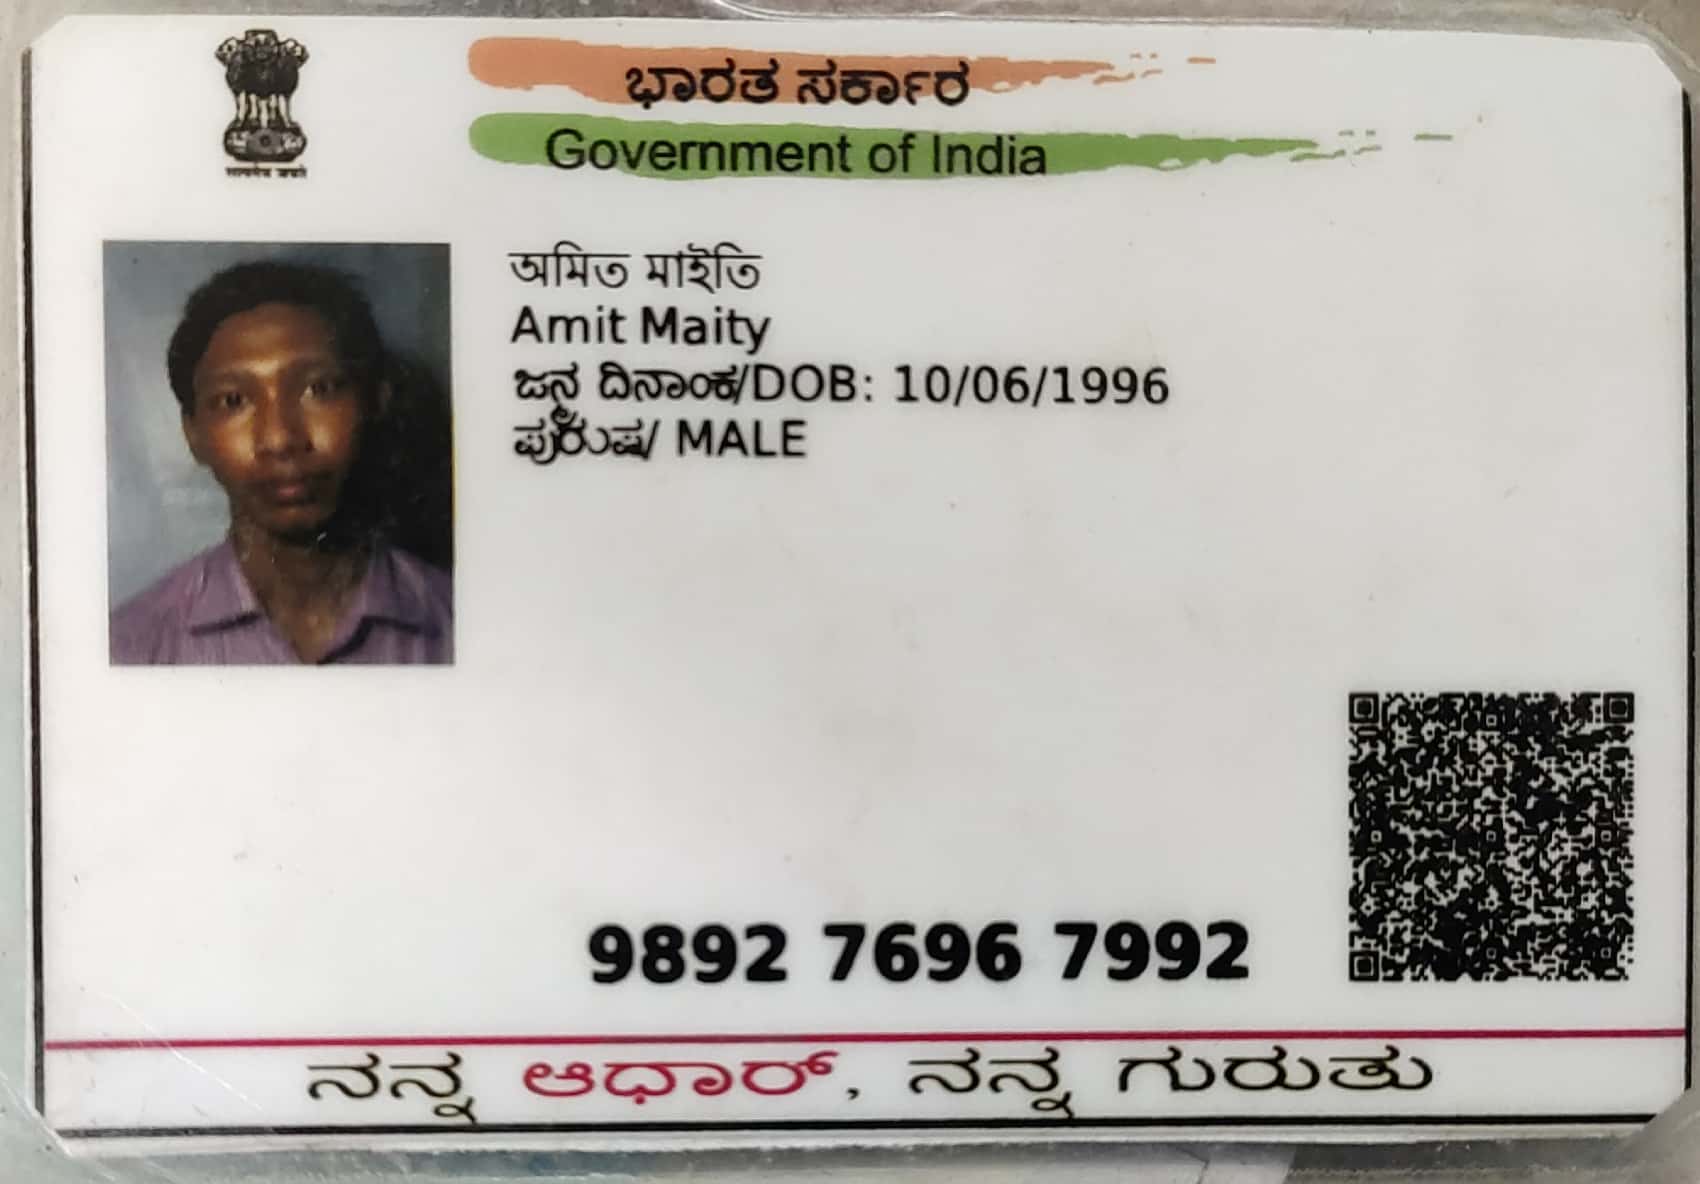 ಭಾರತ ಸರ್ಕಾರ
Government of India
सत्यमेव जयते
অমিত মাইতি
Amit Maity
ಜನ್ಮ ದಿನಾಂಕ/DOB: 10/06/1996
ಪುರುಷ/ MALE
9892 7696 7992
ನನ್ನ ಆಧಾರ್, ನನ್ನ ಗುರುತು